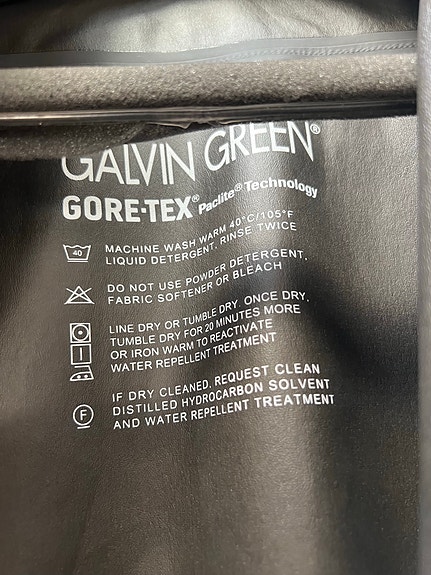 GALVIN GREEN®
GORE-TEX® Paclite® Technology
40
MACHINE WASH WARM 40°C/105°F
LIQUID DETERGENT, RINSE TWICE
DO NOT USE POWDER DETERGENT,
FABRIC SOFTENER OR BLEACH
LINE DRY OR TUMBLE DRY. ONCE DRY,
TUMBLE DRY FOR 20 MINUTES MORE
OR IRON WARM TO REACTIVATE
WATER REPELLENT TREATMENT
F
IF DRY CLEANED, REQUEST CLEAN
DISTILLED HYDROCARBON SOLVENT
AND WATER REPELLENT TREATMENT